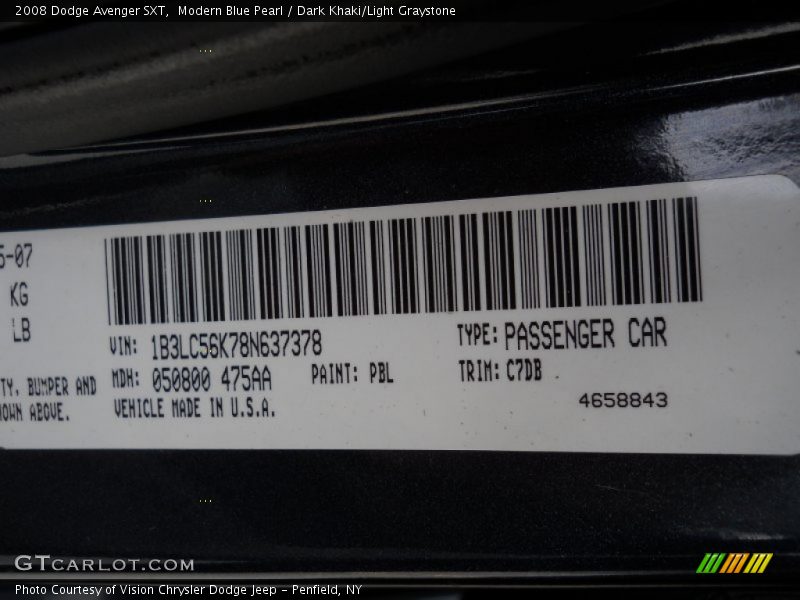 2008 Dodge Avenger SXT,  Modern Blue Pearl / Dark Khaki/Light Graystone
5-07
KG
LB
VIN: 1B3LC56K78N637378
TYPE: PASSENGER CAR
TY, BUMPER AND
MDH: 050800 475AA
PAINT: PBL
TRIM: C7DB
OWN ABOVE.
VEHICLE MADE IN U.S.A.
4658843
GTCARLOT.COM
Photo Courtesy of Vision Chrysler Dodge Jeep – Penfield, NY